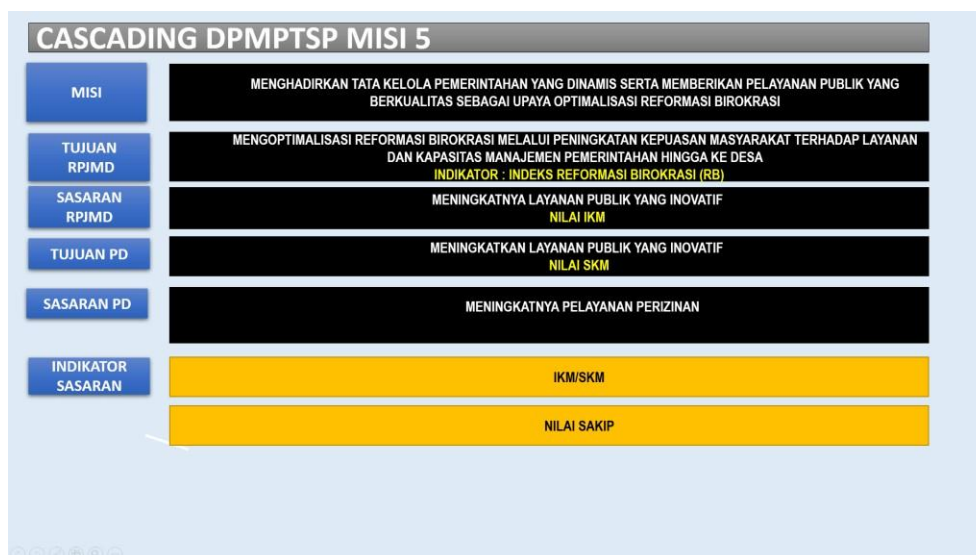 CASCADING DPMPTSP MISI 5
MISI
MENGHADIRKAN TATA KELOLA PEMERINTAHAN YANG DINAMIS SERTA MEMBERIKAN PELAYANAN PUBLIK YANG
BERKUALITAS SEBAGAI UPAYA OPTIMALISASI REFORMASI BIROKRASI
TUJUAN
RPJMD
MENGOPTIMALISASI REFORMASI BIROKRASI MELALUI PENINGKATAN KEPUASAN MASYARAKAT TERHADAP LAYANAN
DAN KAPASITAS MANAJEMEN PEMERINTAHAN HINGGA KE DESA
INDIKATOR : INDEKS REFORMASI BIROKRASI (RB)
SASARAN
RPJMD
MENINGKATNYA LAYANAN PUBLIK YANG INOVATIF
NILAI IKM
TUJUAN PD
MENINGKATKAN LAYANAN PUBLIK YANG INOVATIF
NILAI SKM
SASARAN PD
MENINGKATNYA PELAYANAN PERIZINAN
INDIKATOR
SASARAN
IKM/SKM
NILAI SAKIP